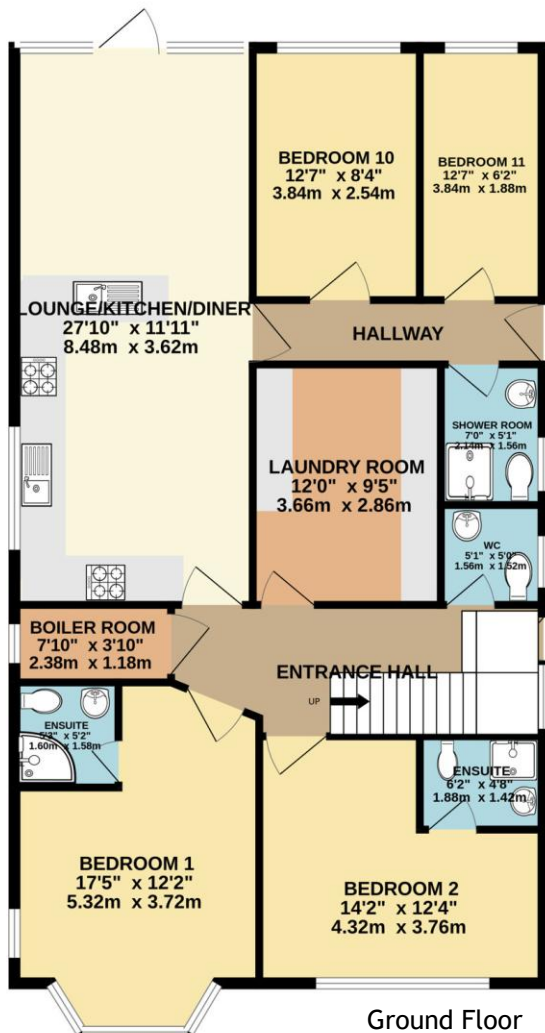 BEDROOM 10
12'7" x 8'4"
3.84m x 2.54m
BEDROOM 11
12'7" x 6'2"
3.84m x 1.88m
LOUNGE/KITCHEN/DINER
27'10" x 11'11"
8.48m x 3.62m
HALLWAY
SHOWER ROOM
7'0" x 5'1"
2.14m x 1.56m
LAUNDRY ROOM
12'0" x 9'5"
3.66m x 2.86m
WC
5'1" x 5'0"
1.56m x 1.52m
BOILER ROOM
7'10" x 3'10"
2.38m x 1.18m
ENTRANCE HALL
UP
ENSUITE
5'3" x 5'2"
1.60m x 1.58m
ENSUITE
6'2" x 4'8"
1.88m x 1.42m
BEDROOM 1
17'5" x 12'2"
5.32m x 3.72m
BEDROOM 2
14'2" x 12'4"
4.32m x 3.76m
Ground Floor